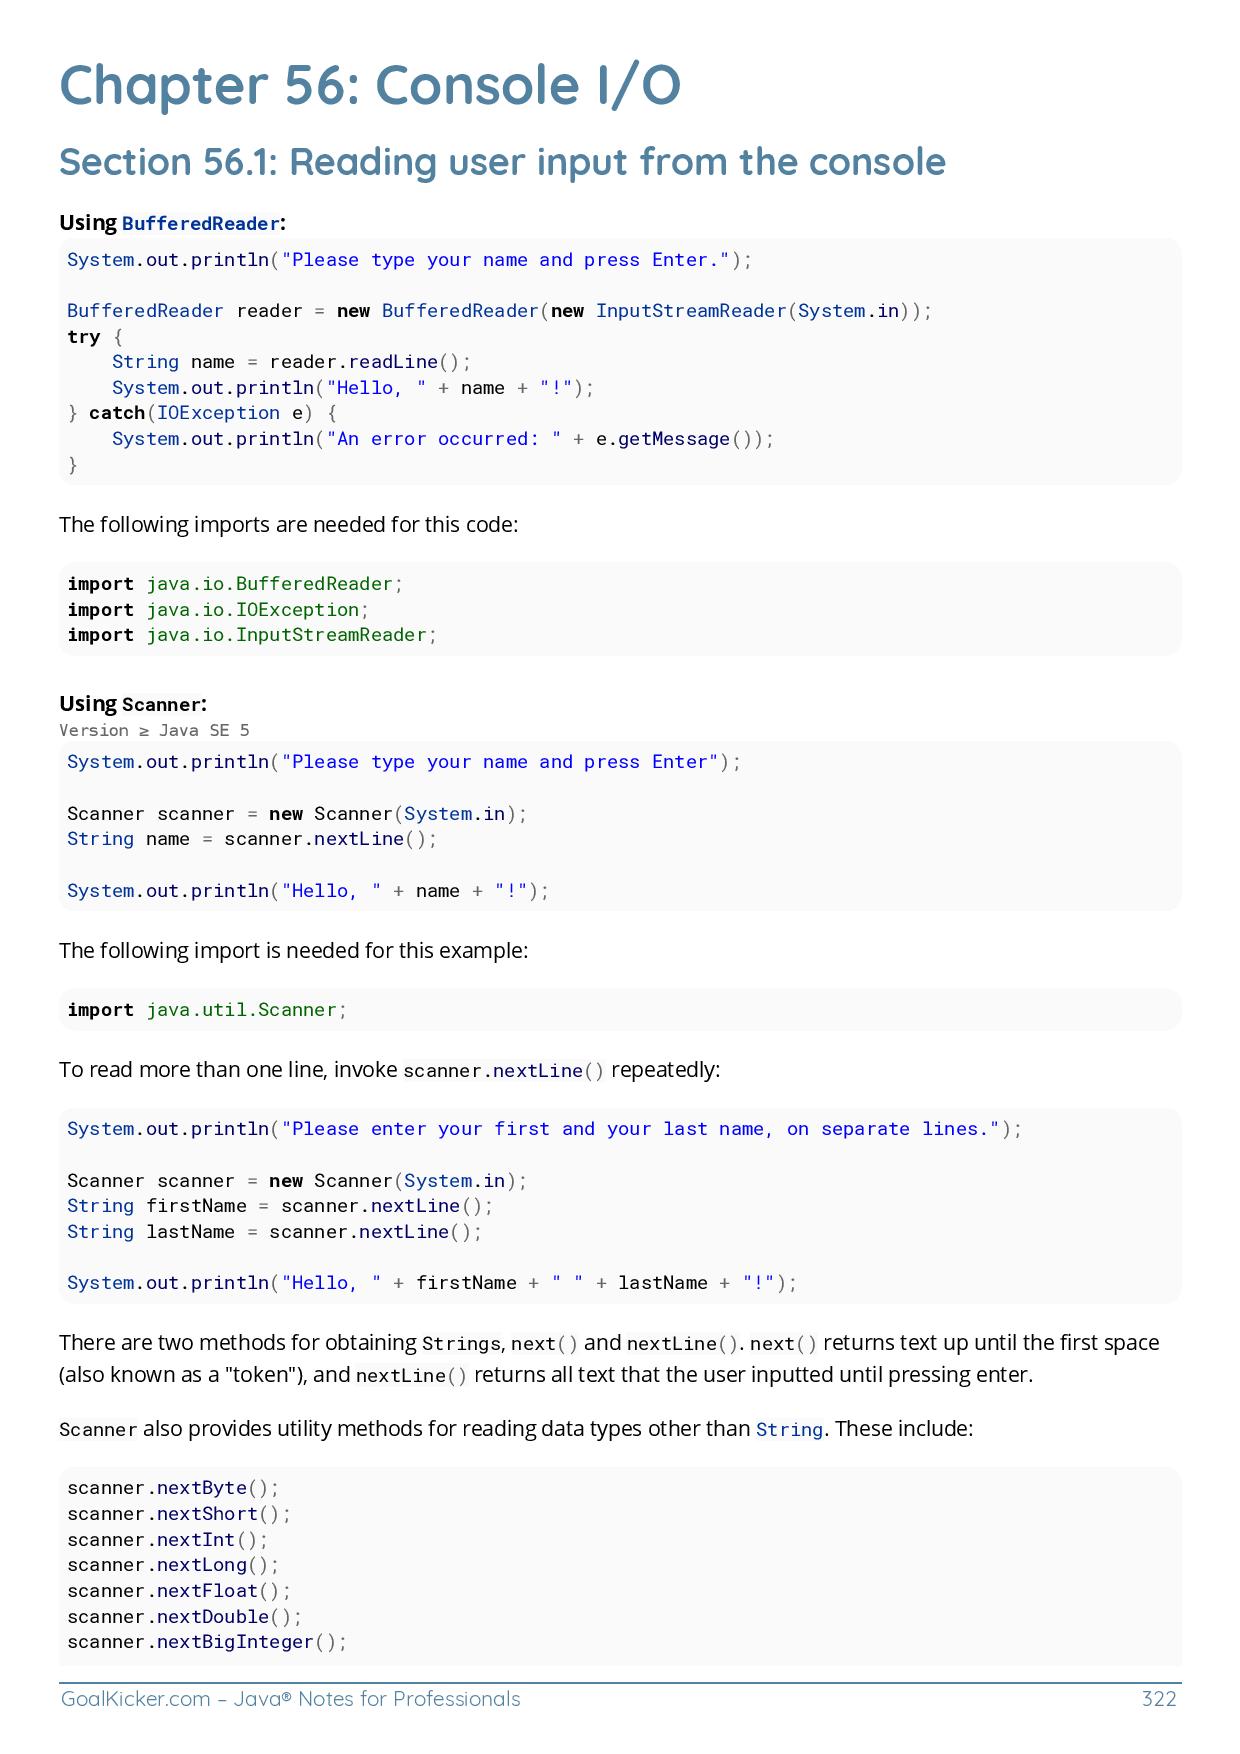 Chapter 56: Console I/O
Section 56.1: Reading user input from the console
Using BufferedReader:
System.out.println("Please type your name and press Enter.");
BufferedReader reader = new BufferedReader(new InputStreamReader(System.in));
try {
    String name = reader.readLine();
    System.out.println("Hello, " + name + "!");
} catch(IOException e) {
    System.out.println("An error occurred: " + e.getMessage());
}
The following imports are needed for this code:
import java.io.BufferedReader;
import java.io.IOException;
import java.io.InputStreamReader;
Using Scanner:
Version ≥ Java SE 5
System.out.println("Please type your name and press Enter");
Scanner scanner = new Scanner(System.in);
String name = scanner.nextLine();
System.out.println("Hello, " + name + "!");
The following import is needed for this example:
import java.util.Scanner;
To read more than one line, invoke scanner.nextLine() repeatedly:
System.out.println("Please enter your first and your last name, on separate lines.");
Scanner scanner = new Scanner(System.in);
String firstName = scanner.nextLine();
String lastName = scanner.nextLine();
System.out.println("Hello, " + firstName + " " + lastName + "!");
There are two methods for obtaining Strings, next() and nextLine(). next() returns text up until the first space
(also known as a "token"), and nextLine() returns all text that the user inputted until pressing enter.
Scanner also provides utility methods for reading data types other than String. These include:
scanner.nextByte();
scanner.nextShort();
scanner.nextInt();
scanner.nextLong();
scanner.nextFloat();
scanner.nextDouble();
scanner.nextBigInteger();
GoalKicker.com – Java® Notes for Professionals 322